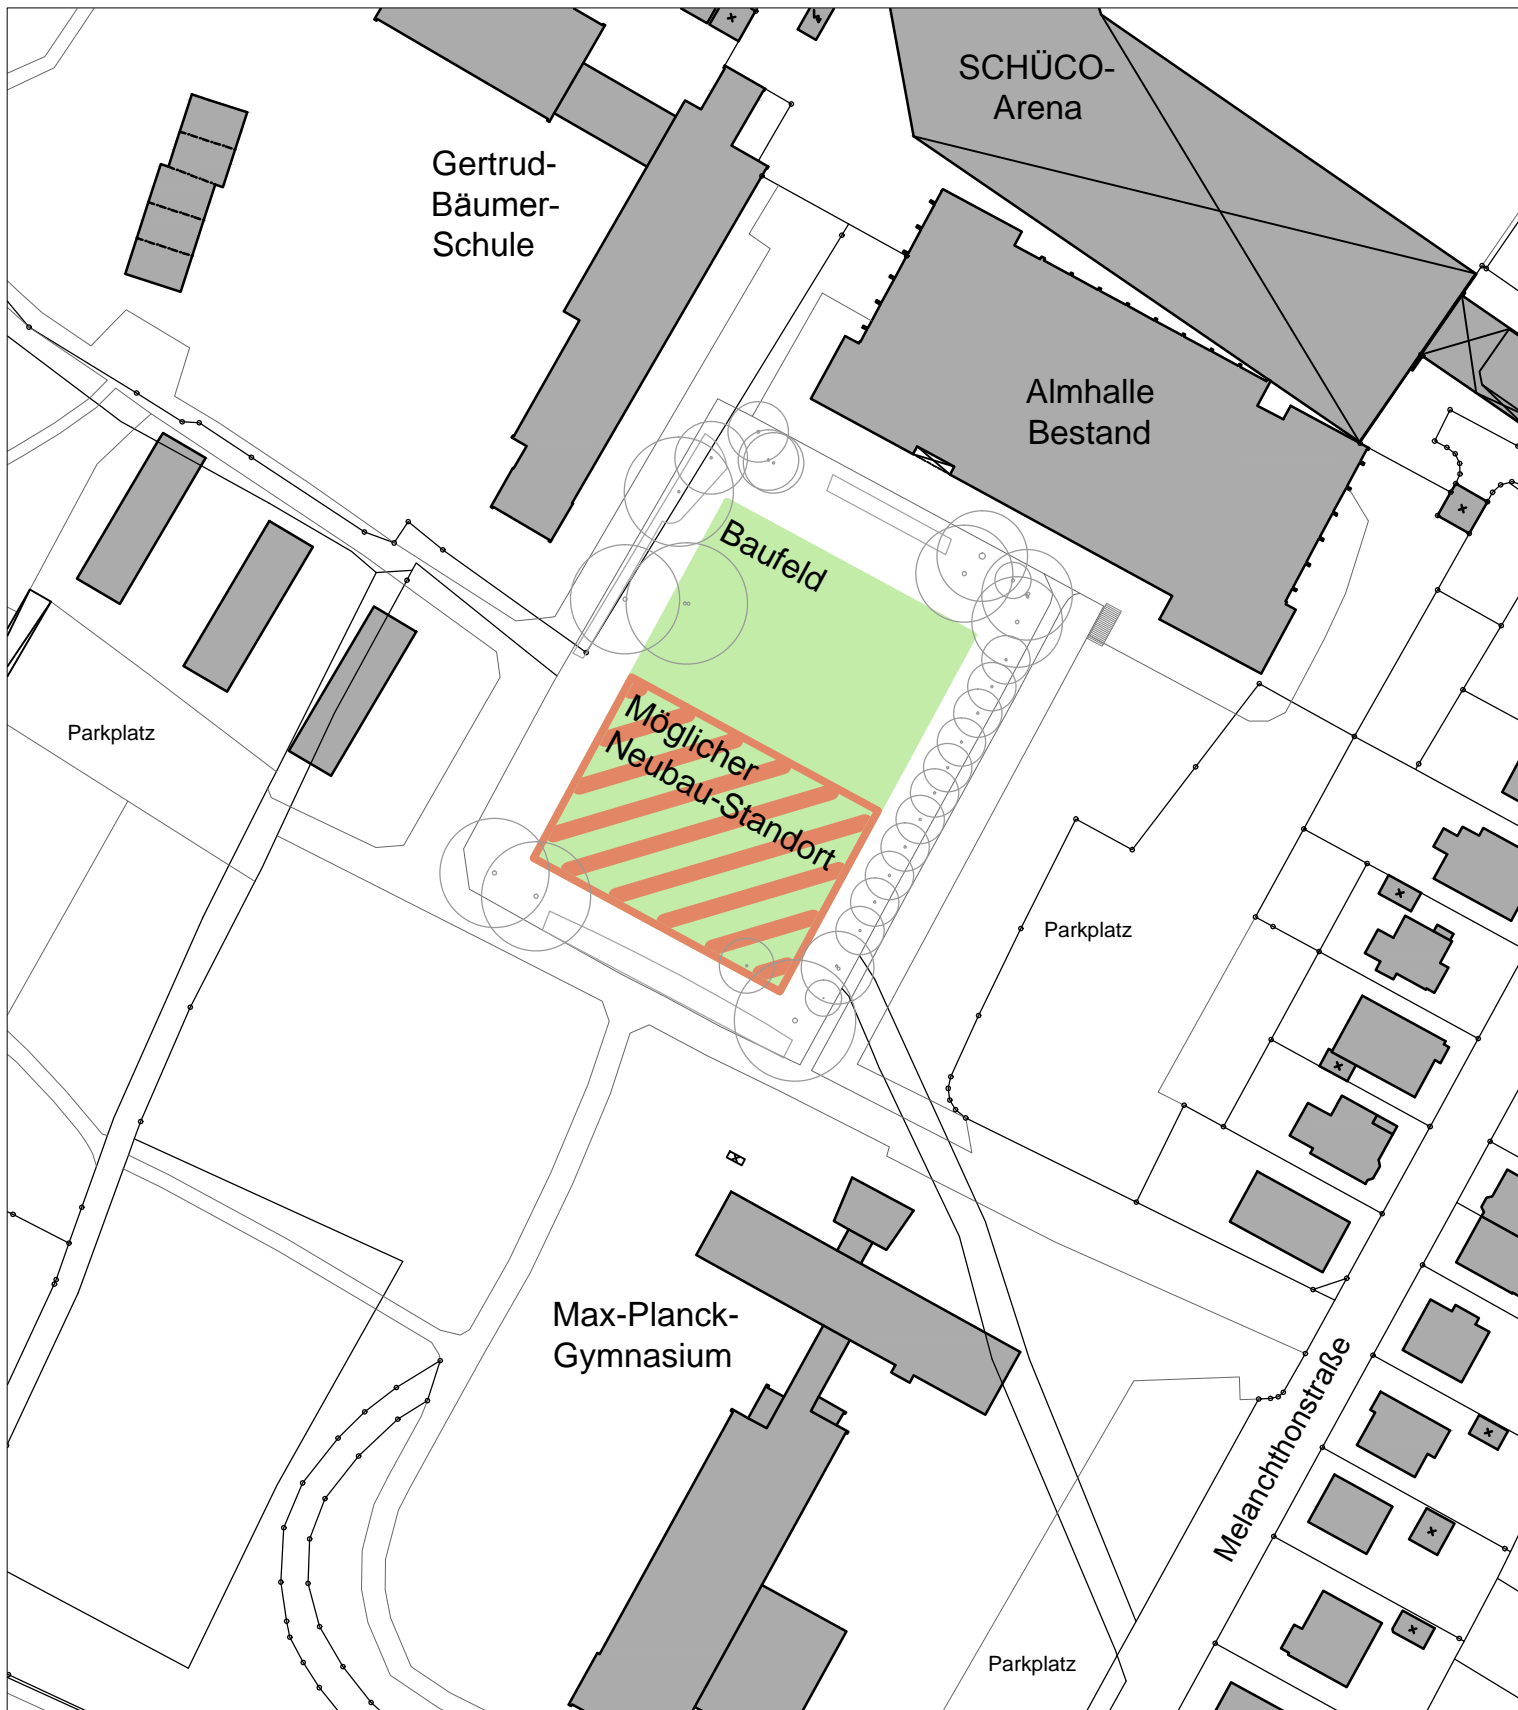 SCHÜCO-
Arena
Gertrud-
Bäumer-
Schule
Almhalle
Bestand
Baufeld
Möglicher
Neubau-Standort
Parkplatz
Parkplatz
Max-Planck-
Gymnasium
Melanchthonstraße
Parkplatz